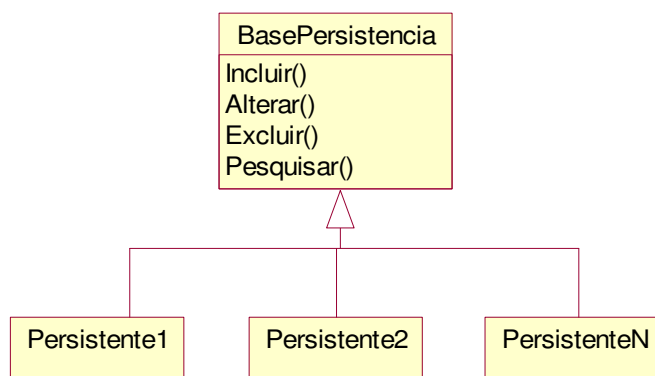 BasePersistencia
Incluir()
Alterar()
Excluir()
Pesquisar()
Persistente1
Persistente2
PersistenteN